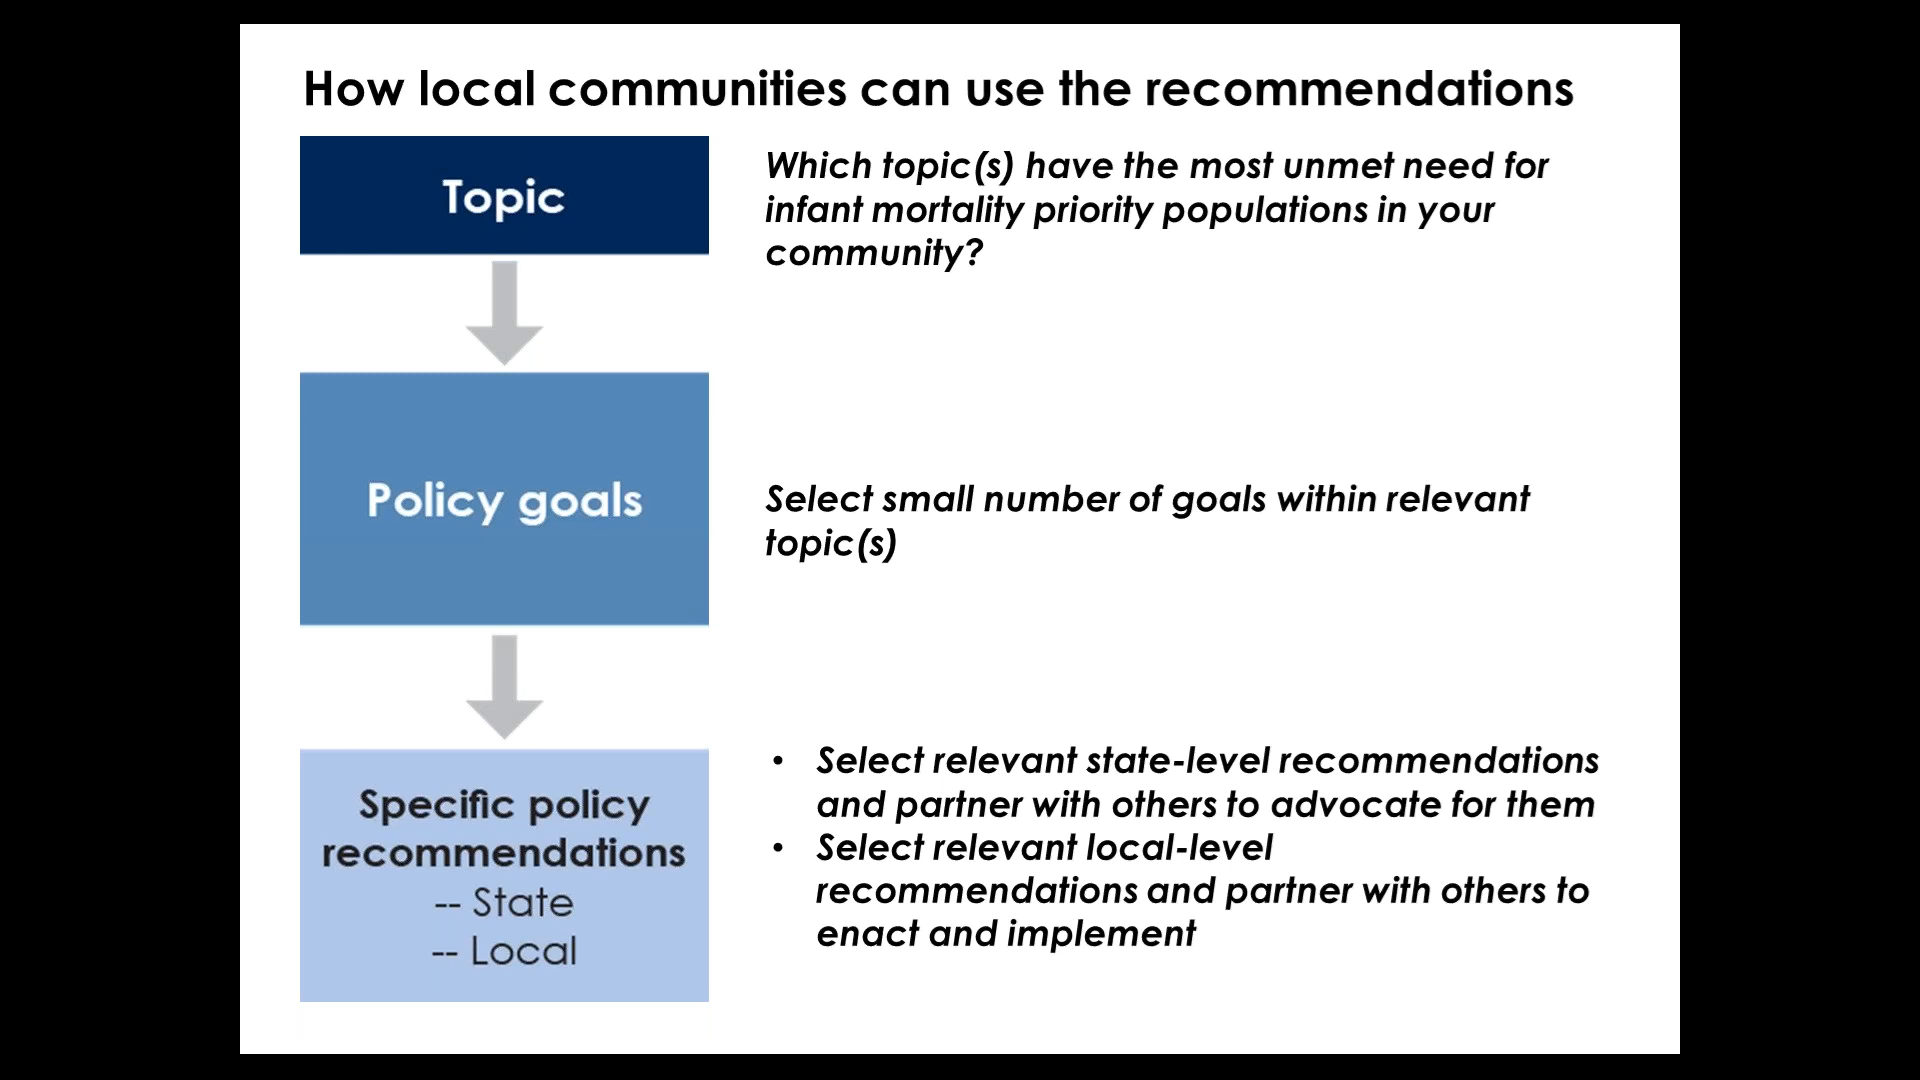 How local communities can use the recommendations
Topic
Which topic(s) have the most unmet need for
infant mortality priority populations in your
community?
Policy goals
Select small number of goals within relevant
topic(s)
Specific policy
recommendations
-- State
-- Local
• Select relevant state-level recommendations
and partner with others to advocate for them
• Select relevant local-level
recommendations and partner with others to
enact and implement